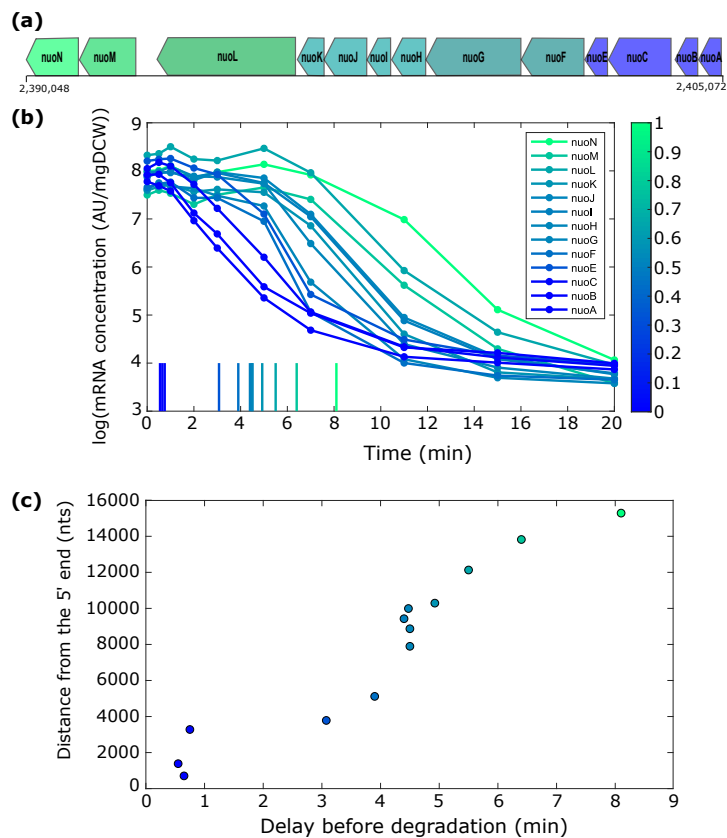 (a)
nuoN nuoM nuoL nuoK nuoJ nuoI nuoH nuoG nuoF nuoE nuoC nuoB nuoA
2,390,048 2,405,072
(b)
log(mRNA concentration (AU/mgDCW))
9
8
7
6
5
4
3
0 2 4 6 8 10 12 14 16 18 20
Time (min)
nuoN
nuoM
nuoL
nuoK
nuoJ
nuoI
nuoH
nuoG
nuoF
nuoE
nuoC
nuoB
nuoA
1
0.9
0.8
0.7
0.6
0.5
0.4
0.3
0.2
0.1
0
(c)
Distance from the 5' end (nts)
16000
14000
12000
10000
8000
6000
4000
2000
0
0 1 2 3 4 5 6 7 8 9
Delay before degradation (min)